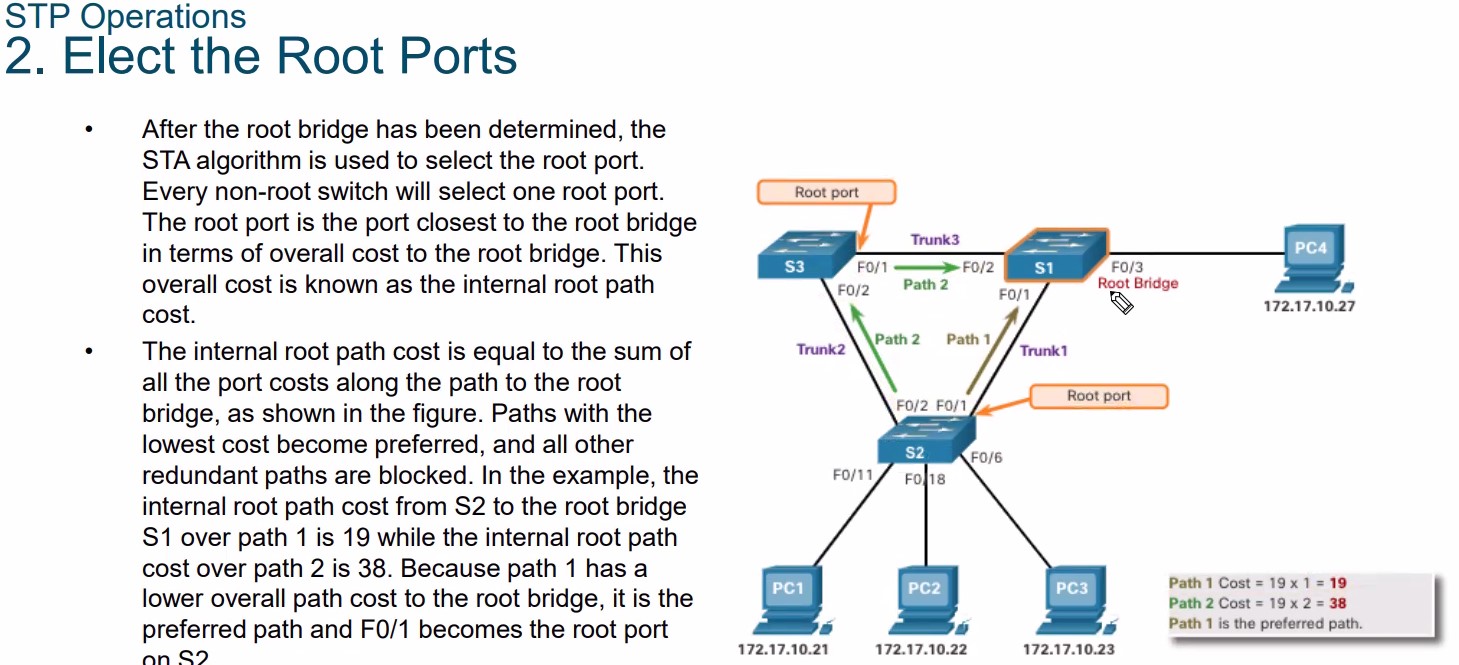 STP Operations
2. Elect the Root Ports
• After the root bridge has been determined, the
STA algorithm is used to select the root port.
Every non-root switch will select one root port.
The root port is the port closest to the root bridge
in terms of overall cost to the root bridge. This
overall cost is known as the internal root path
cost.
• The internal root path cost is equal to the sum of
all the port costs along the path to the root
bridge, as shown in the figure. Paths with the
lowest cost become preferred, and all other
redundant paths are blocked. In the example, the
internal root path cost from S2 to the root bridge
S1 over path 1 is 19 while the internal root path
cost over path 2 is 38. Because path 1 has a
lower overall path cost to the root bridge, it is the
preferred path and F0/1 becomes the root port
on S2
Root port
Trunk3
S3
F0/1
F0/2
S1
F0/3
PC4
Path 2
Root Bridge
F0/2
F0/1
172.17.10.27
Trunk2
Path 2
Path 1
Trunk1
F0/2 F0/1
Root port
S2
F0/6
F0/11
F0/18
PC1
PC2
PC3
172.17.10.21
172.17.10.22
172.17.10.23
Path 1 Cost = 19 x 1 = 19
Path 2 Cost = 19 x 2 = 38
Path 1 is the preferred path.